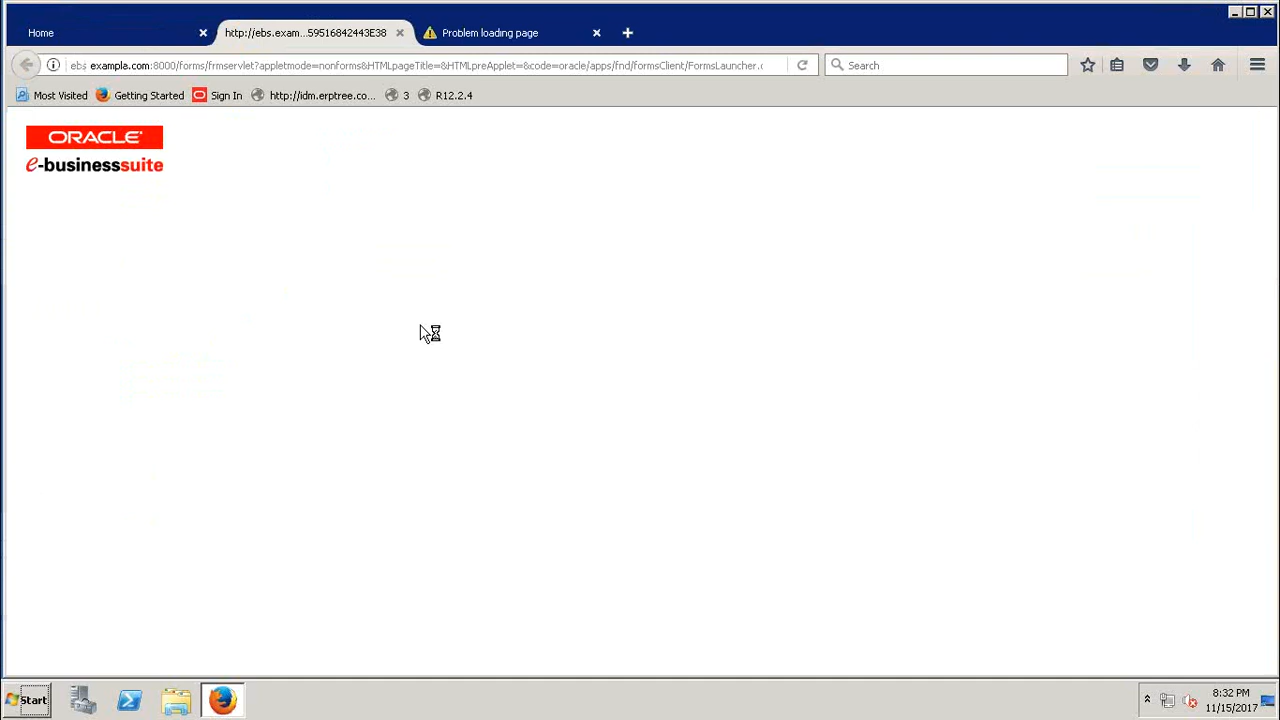 Home
http://ebs.exam...59516842443E38
Problem loading page
ebs example.com:8000/forms/frmservlet?appletmode=nonforms&HTMLpageTitle=&HTMLpreApplet=&code=oracle/apps/fnd/formsClient/FormsLauncher.c
Search
Most Visited
Getting Started
Sign In
http://idm.erptree.co...
3
R12.2.4
ORACLE
e-businesssuite
Start
8:32 PM
11/15/2017